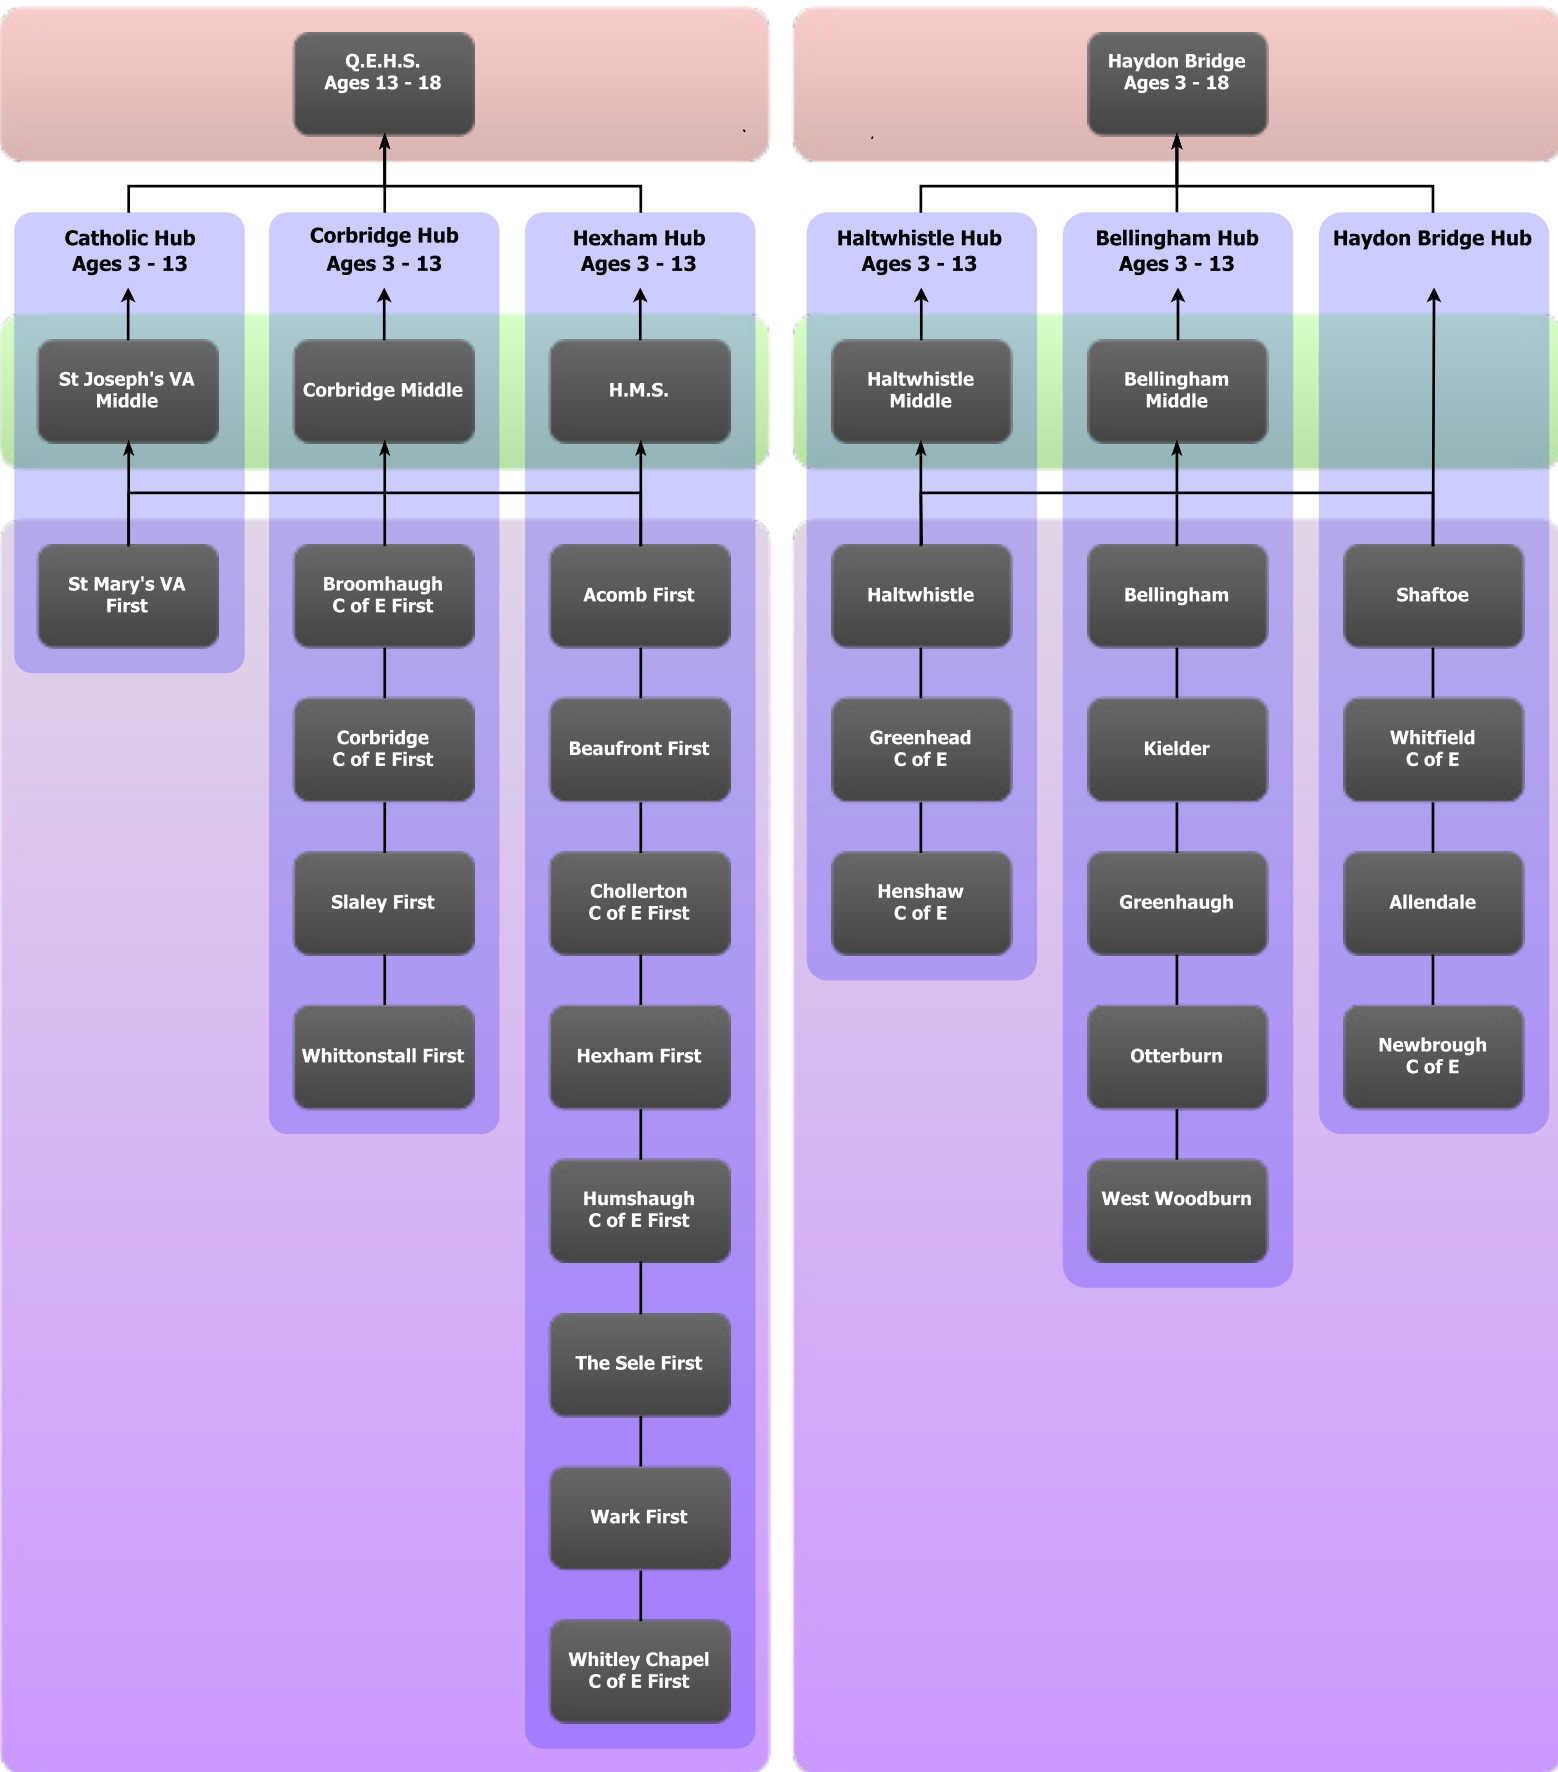 Q.E.H.S.
Ages 13 - 18
Haydon Bridge
Ages 3 - 18
Catholic Hub
Ages 3 - 13
Corbridge Hub
Ages 3 - 13
Hexham Hub
Ages 3 - 13
Haltwhistle Hub
Ages 3 - 13
Bellingham Hub
Ages 3 - 13
Haydon Bridge Hub
St Joseph's VA
Middle
Corbridge Middle
H.M.S.
Haltwhistle
Middle
Bellingham
Middle
St Mary's VA
First
Broomhaugh
C of E First
Acomb First
Haltwhistle
Bellingham
Shaftoe
Corbridge
C of E First
Beaufront First
Greenhead
C of E
Kielder
Whitfield
C of E
Slaley First
Chollerton
C of E First
Henshaw
C of E
Greenhaugh
Allendale
Whittonstall First
Hexham First
Otterburn
Newbrough
C of E
Humshaugh
C of E First
West Woodburn
The Sele First
Wark First
Whitley Chapel
C of E First